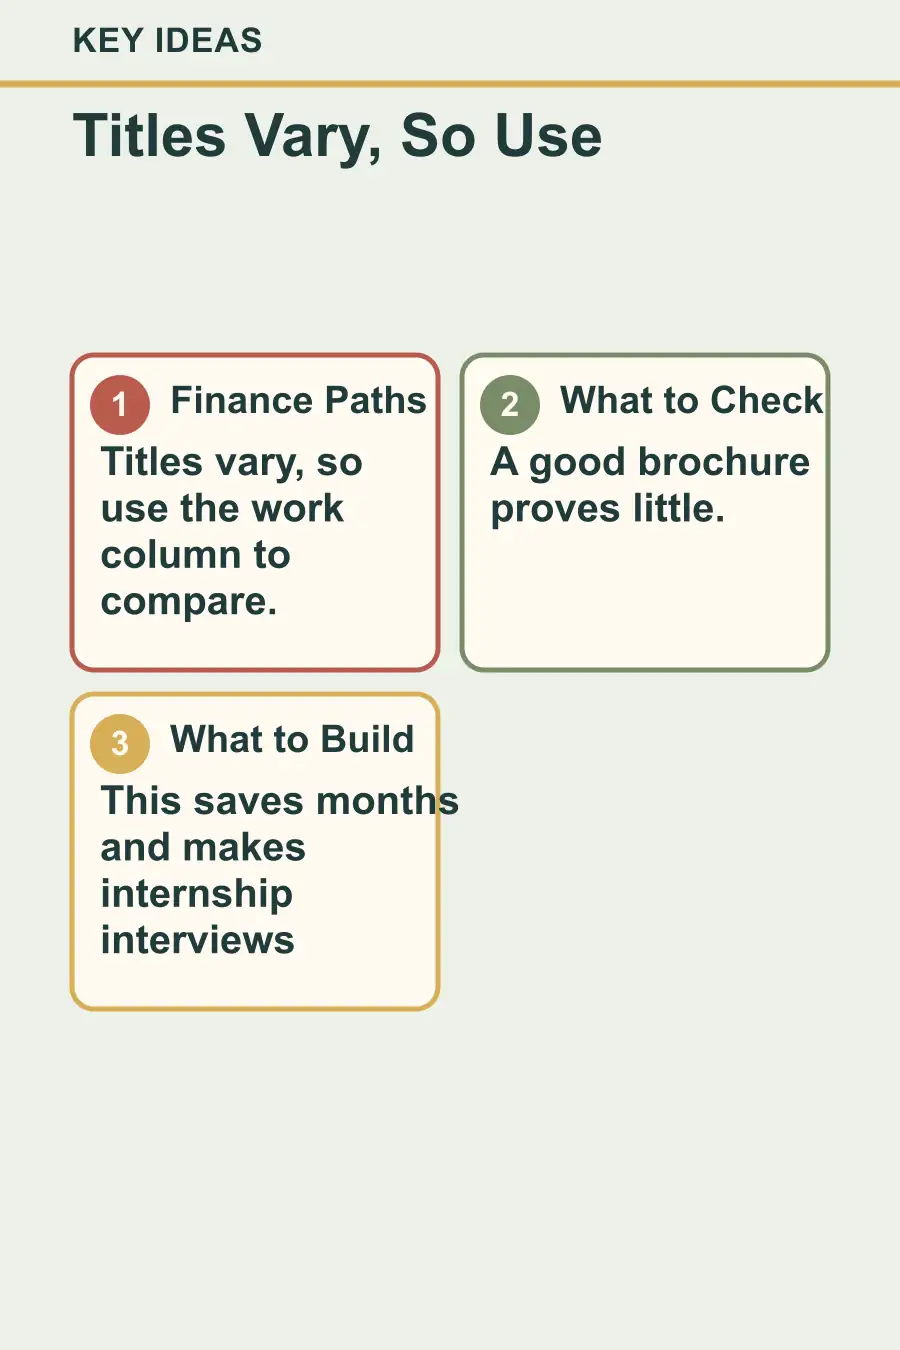 KEY IDEAS
Titles Vary, So Use
1 Finance Paths
Titles vary, so
use the work
column to
compare.
2 What to Check
A good brochure
proves little.
3 What to Build
This saves months
and makes
internship
interviews